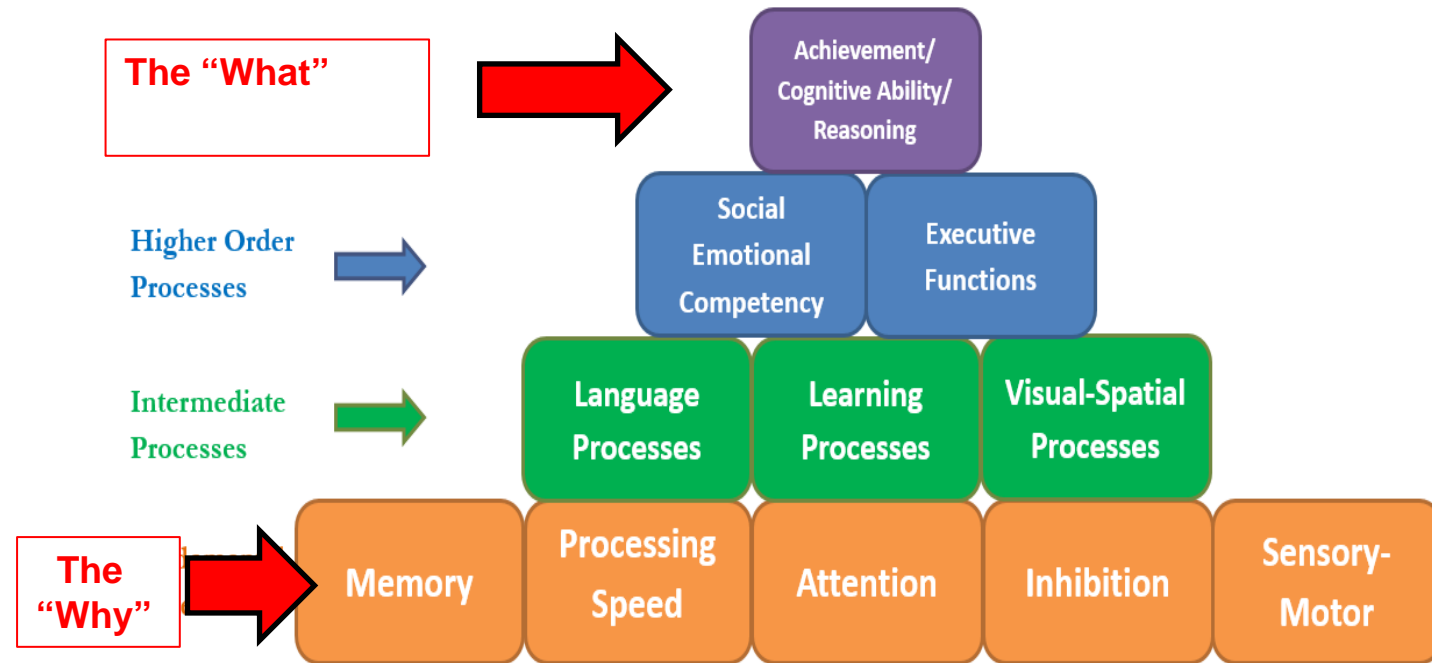 The “What”
Achievement/
Cognitive Ability/
Reasoning
Higher Order
Processes
Social
Emotional
Competency
Executive
Functions
Intermediate
Processes
Language
Processes
Learning
Processes
Visual-Spatial
Processes
The
“Why”
Memory
Processing
Speed
Attention
Inhibition
Sensory-
Motor